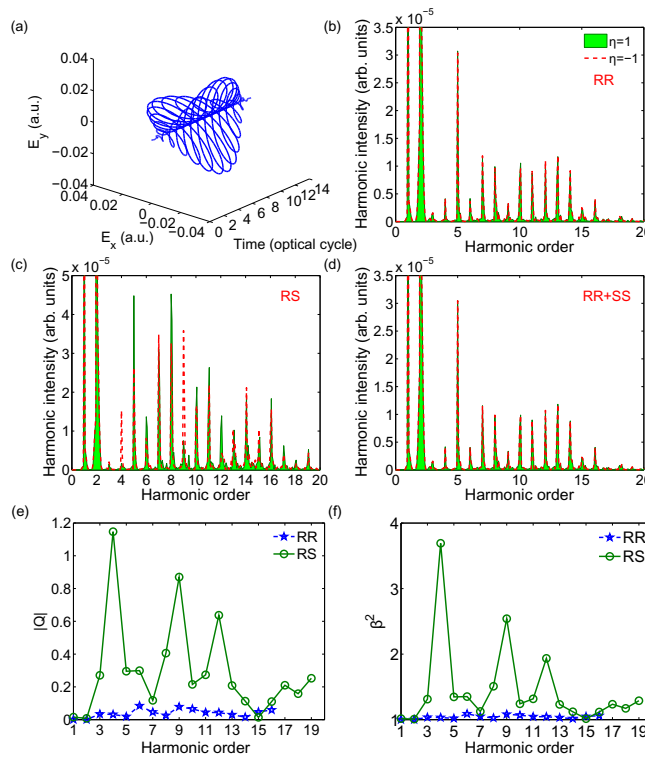 (a)
0.04
0.02
0
-0.02
-0.04
E_y (a.u.)
0.04
0.02
0
-0.02
-0.04
E_x (a.u.)
0 2 4 6 8 10 12 14
Time (optical cycle)
(b)
x 10^-5
3.5
3
2.5
2
1.5
1
0.5
0
Harmonic intensity (arb. units)
η=1
η=−1
RR
0 5 10 15 20
Harmonic order
(c)
x 10^-5
5
4
3
2
1
0
Harmonic intensity (arb. units)
RS
0 2 4 6 8 10 12 14 16 18 20
Harmonic order
(d)
x 10^-5
3.5
3
2.5
2
1.5
1
0.5
0
Harmonic intensity (arb. units)
RR+SS
0 5 10 15 20
Harmonic order
(e)
1.2
1
0.8
0.6
0.4
0.2
0
|Q|
RR
RS
1 3 5 7 9 11 13 15 17 19
Harmonic order
(f)
4
2
1
β^2
RR
RS
1 3 5 7 9 11 13 15 17 19
Harmonic order